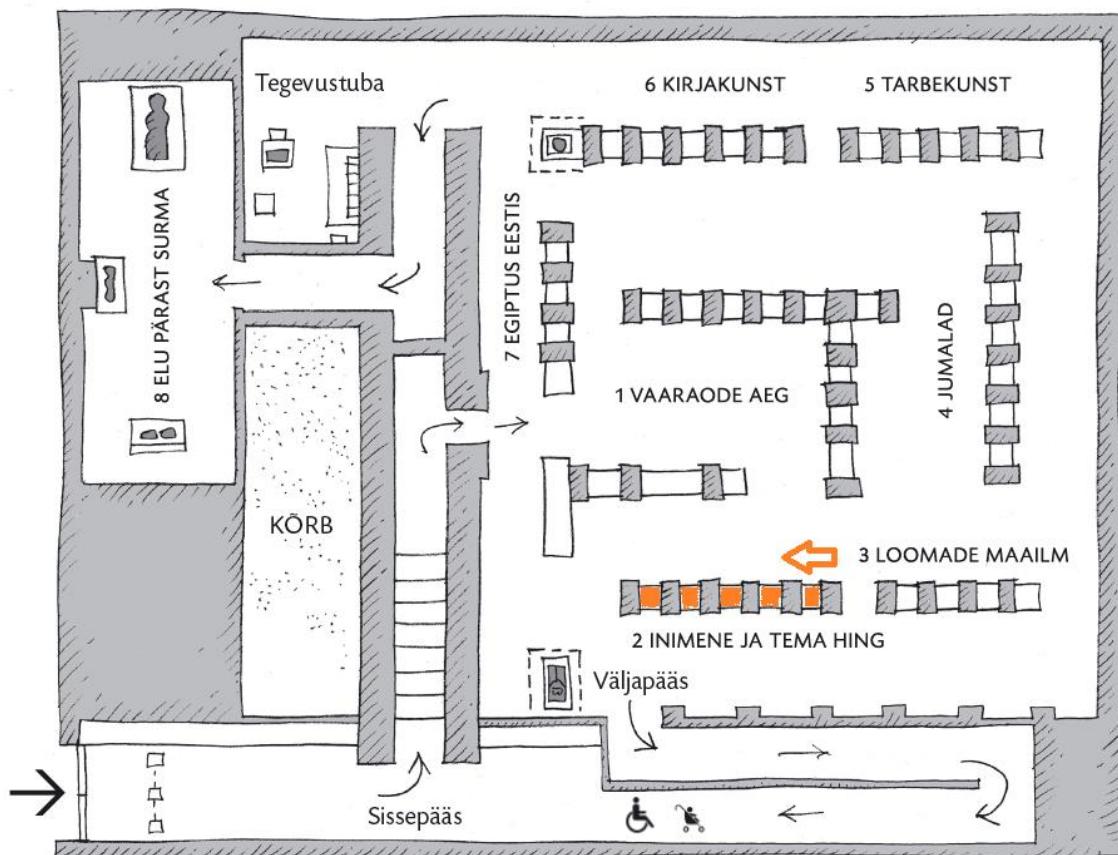 Tegevustuba
6 KIRJAKUNST
5 TARBEKUNST
8 ELU PÄRAST SURMA
7 EGIPTUS EESTIS
1 VAARAODE AEG
4 JUMALAD
KÕRB
3 LOOMADE MAAILM
2 INIMENE JA TEMA HING
Väljapääs
Sissepääs